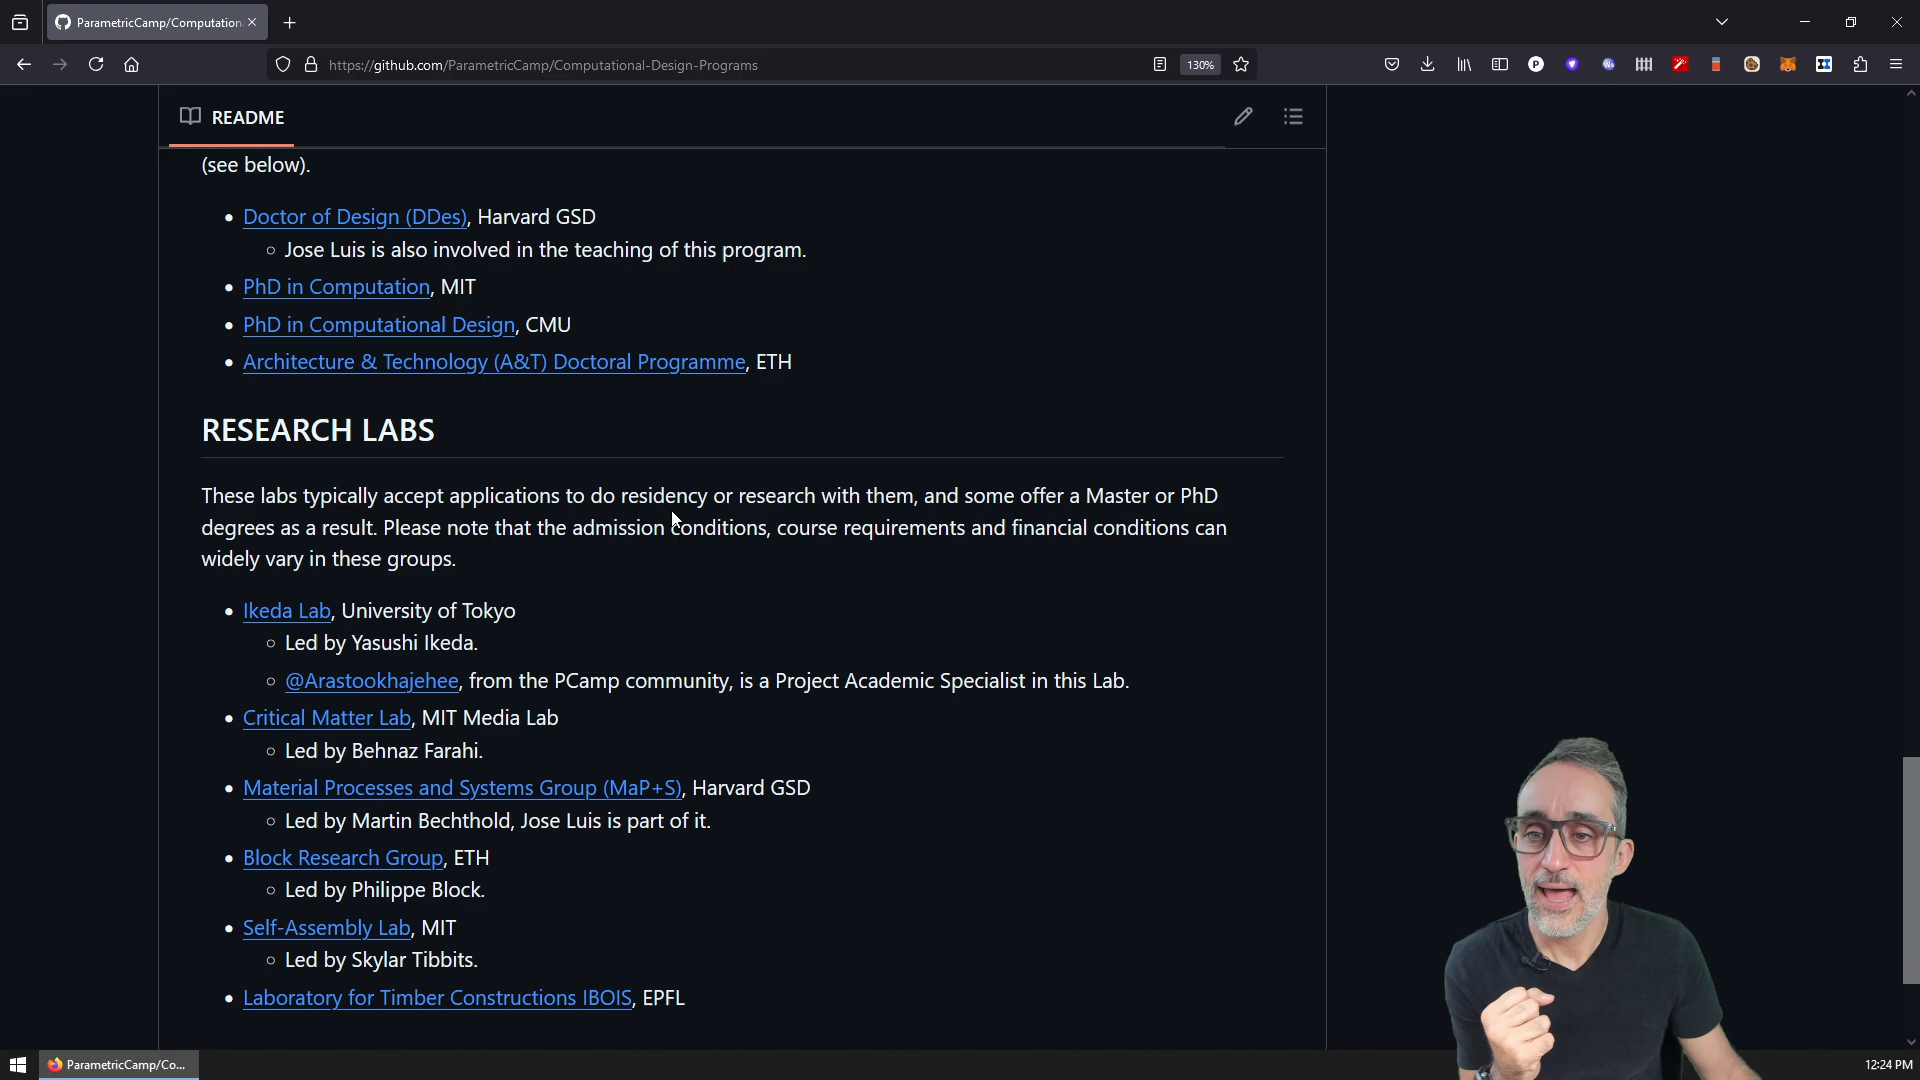 ParametricCamp/Computation
https://github.com/ParametricCamp/Computational-Design-Programs
130%
README
(see below).
• Doctor of Design (DDes), Harvard GSD
○ Jose Luis is also involved in the teaching of this program.
• PhD in Computation, MIT
• PhD in Computational Design, CMU
• Architecture & Technology (A&T) Doctoral Programme, ETH
RESEARCH LABS
These labs typically accept applications to do residency or research with them, and some offer a Master or PhD
degrees as a result. Please note that the admission conditions, course requirements and financial conditions can
widely vary in these groups.
• Ikeda Lab, University of Tokyo
○ Led by Yasushi Ikeda.
○ @Arastookhajehee, from the PCamp community, is a Project Academic Specialist in this Lab.
• Critical Matter Lab, MIT Media Lab
○ Led by Behnaz Farahi.
• Material Processes and Systems Group (MaP+S), Harvard GSD
○ Led by Martin Bechthold, Jose Luis is part of it.
• Block Research Group, ETH
○ Led by Philippe Block.
• Self-Assembly Lab, MIT
○ Led by Skylar Tibbits.
• Laboratory for Timber Constructions IBOIS, EPFL
ParametricCamp/Co...
12:24 PM